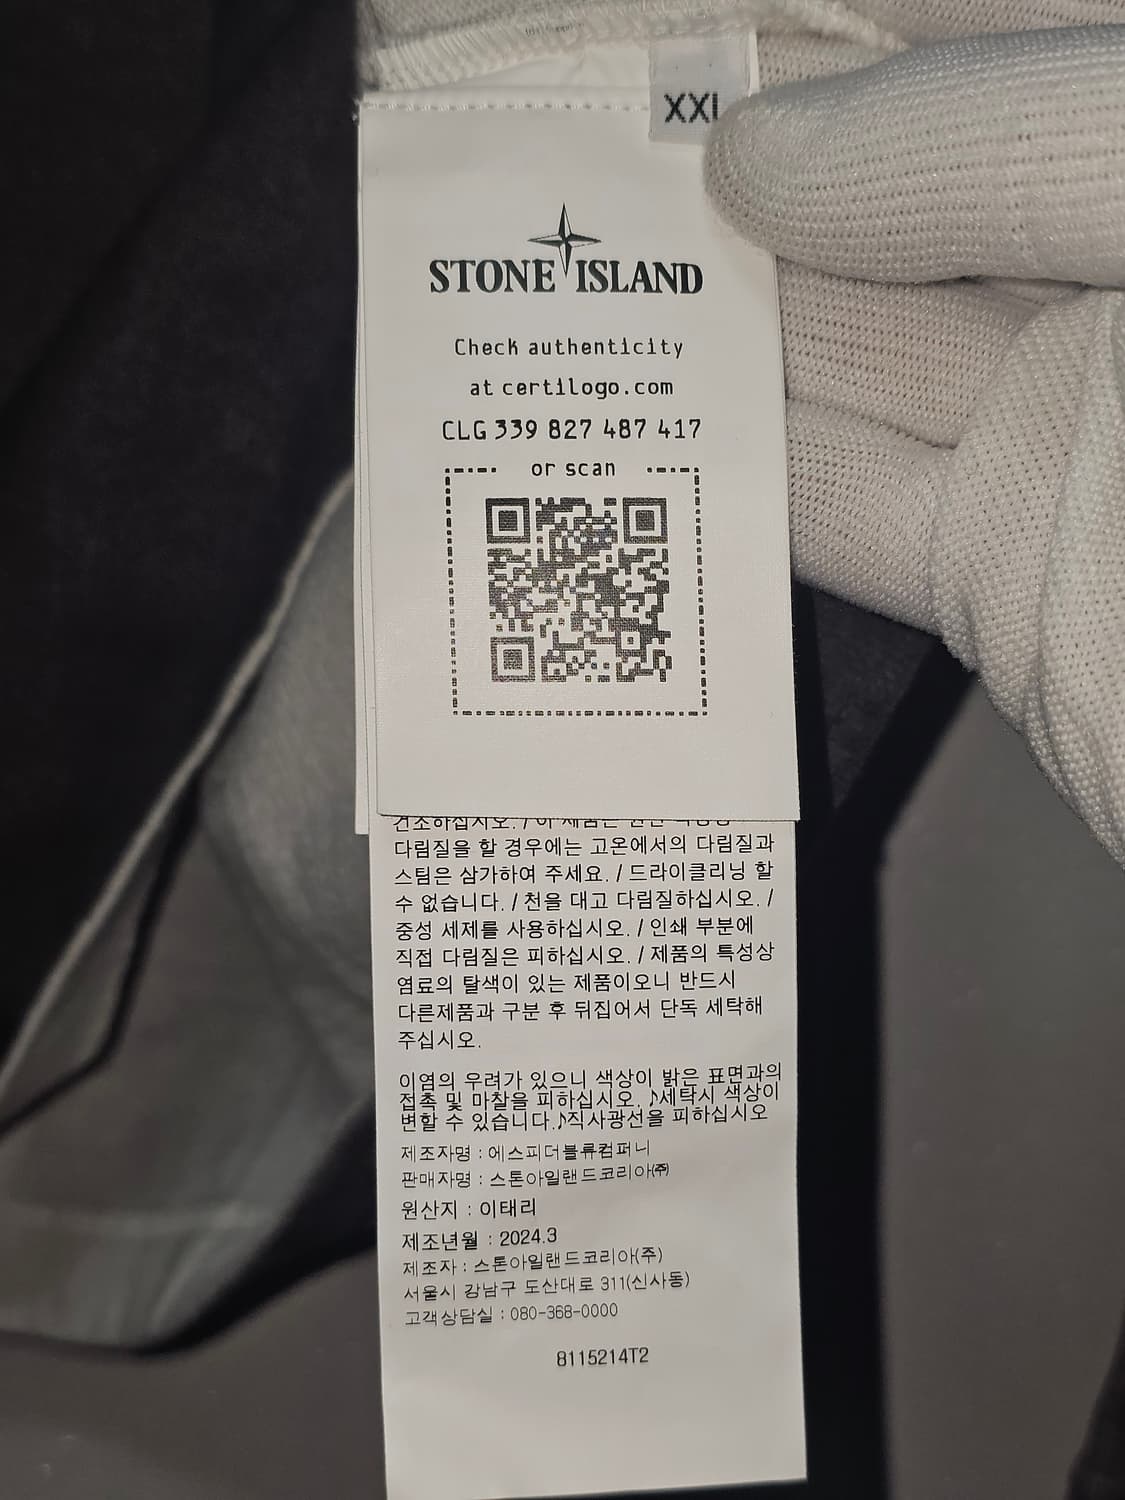 XXL
STONE ISLAND
Check authenticity
at certilogo.com
CLG 339 827 487 417
or scan
다림질을 할 경우에는 고온에서의 다림질과
스팀은 삼가하여 주세요. / 드라이클리닝 할
수 없습니다. / 천을 대고 다림질하십시오. /
중성 세제를 사용하십시오. / 인쇄 부분에
직접 다림질은 피하십시오. / 제품의 특성상
염료의 탈색이 있는 제품이오니 반드시
다른제품과 구분 후 뒤집어서 단독 세탁해
주십시오.
이염의 우려가 있으니 색상이 밝은 표면과의
접촉 및 마찰을 피하십시오. ♪세탁시 색상이
변할 수 있습니다.♪직사광선을 피하십시오
제조자명 : 에스피더블류컴퍼니
판매자명 : 스톤아일랜드코리아㈜
원산지 : 이태리
제조년월 : 2024.3
제조자 : 스톤아일랜드코리아(주)
서울시 강남구 도산대로 311(신사동)
고객상담실 : 080-368-0000
8115214T2